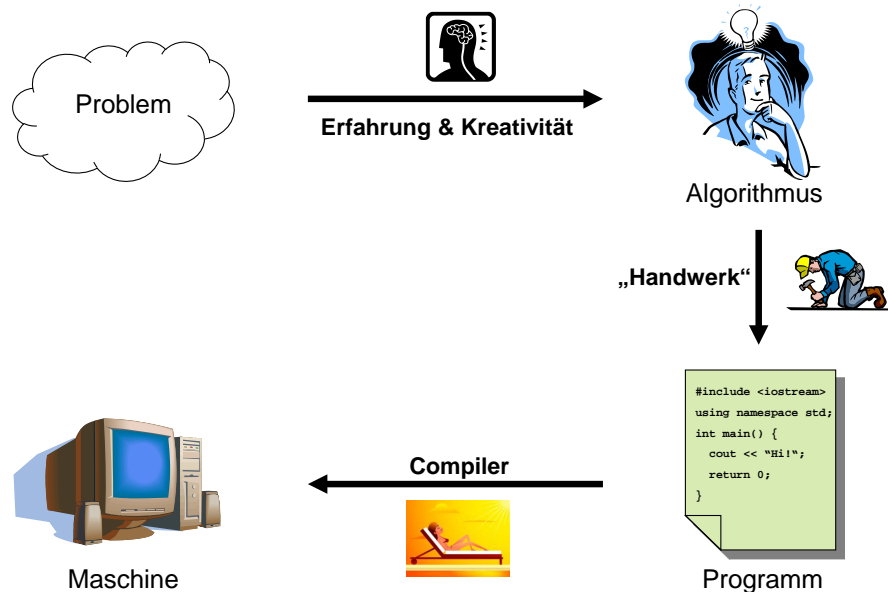 Problem
Erfahrung & Kreativität
Algorithmus
„Handwerk“
#include <iostream>
using namespace std;
int main() {
cout << “Hi!“;
return 0;
}
Compiler
Maschine
Programm